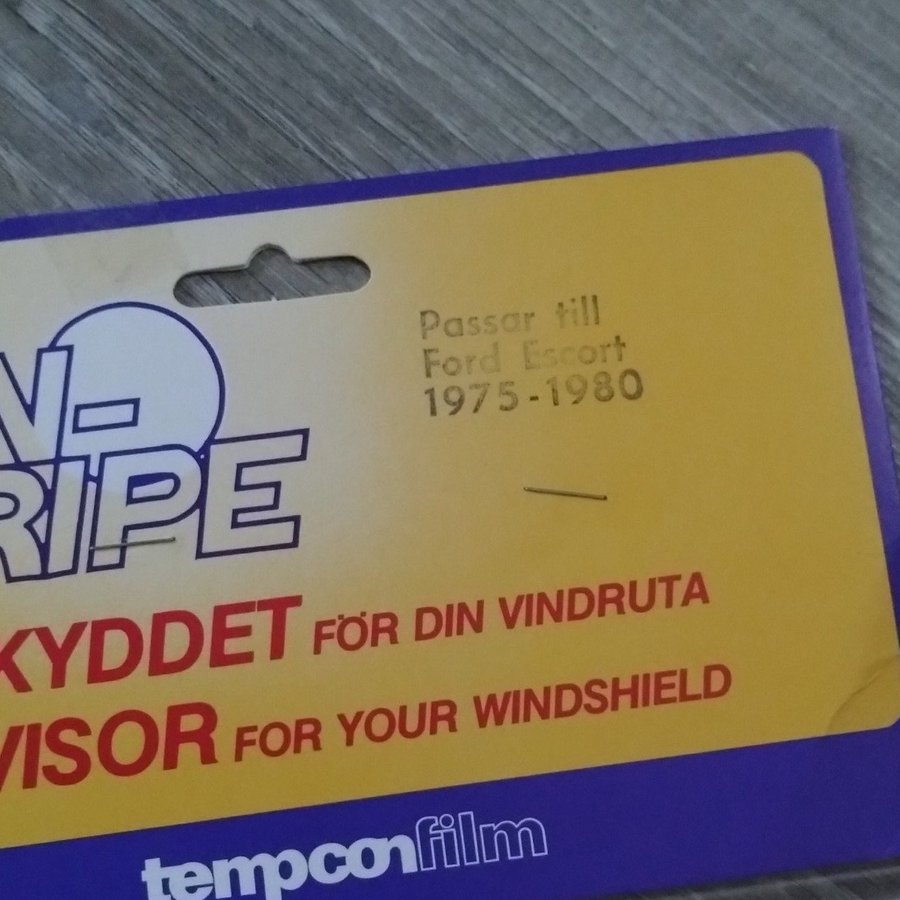 N-
RIPE
Passar till
Ford Escort
1975-1980
KYDDET FÖR DIN VINDRUTA
VISOR FOR YOUR WINDSHIELD
tempconfilm